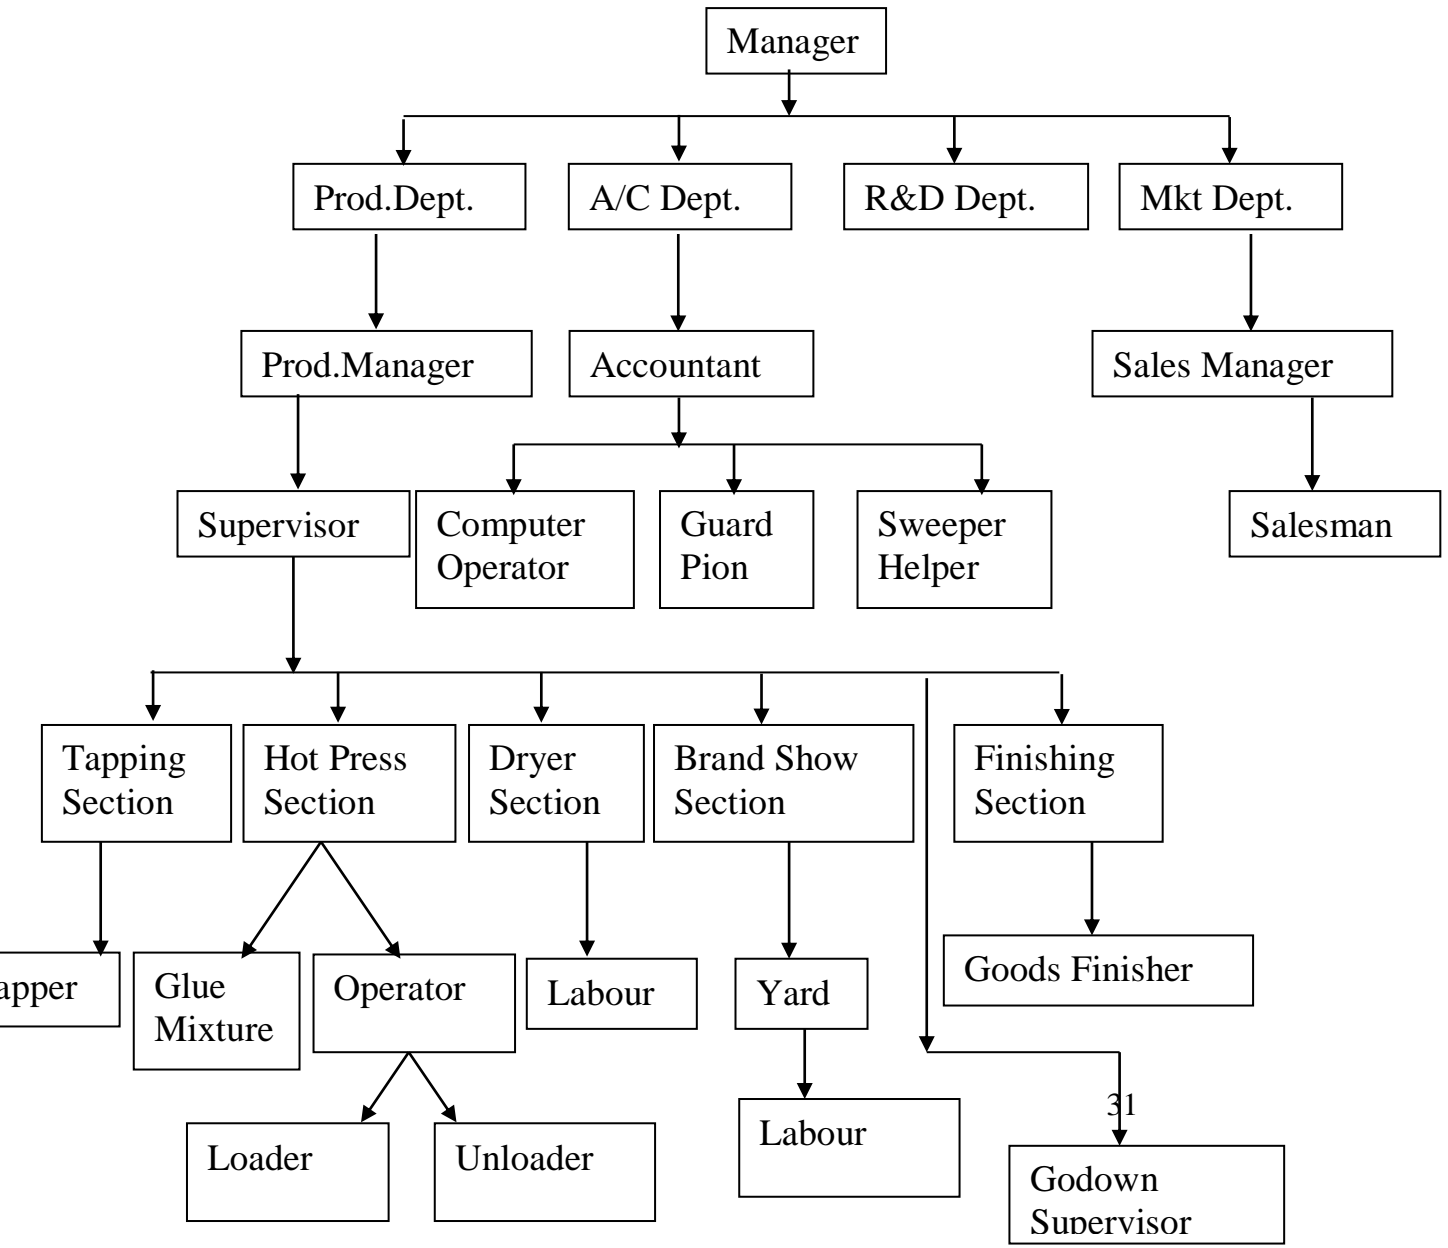 Manager
Prod.Dept.
A/C Dept.
R&D Dept.
Mkt Dept.
Prod.Manager
Accountant
Sales Manager
Supervisor
Computer
Operator
Guard
Pion
Sweeper
Helper
Salesman
Tapping
Section
Hot Press
Section
Dryer
Section
Brand Show
Section
Finishing
Section
apper
Glue
Mixture
Operator
Labour
Yard
Goods Finisher
Loader
Unloader
Labour
31
Godown
Supervisor